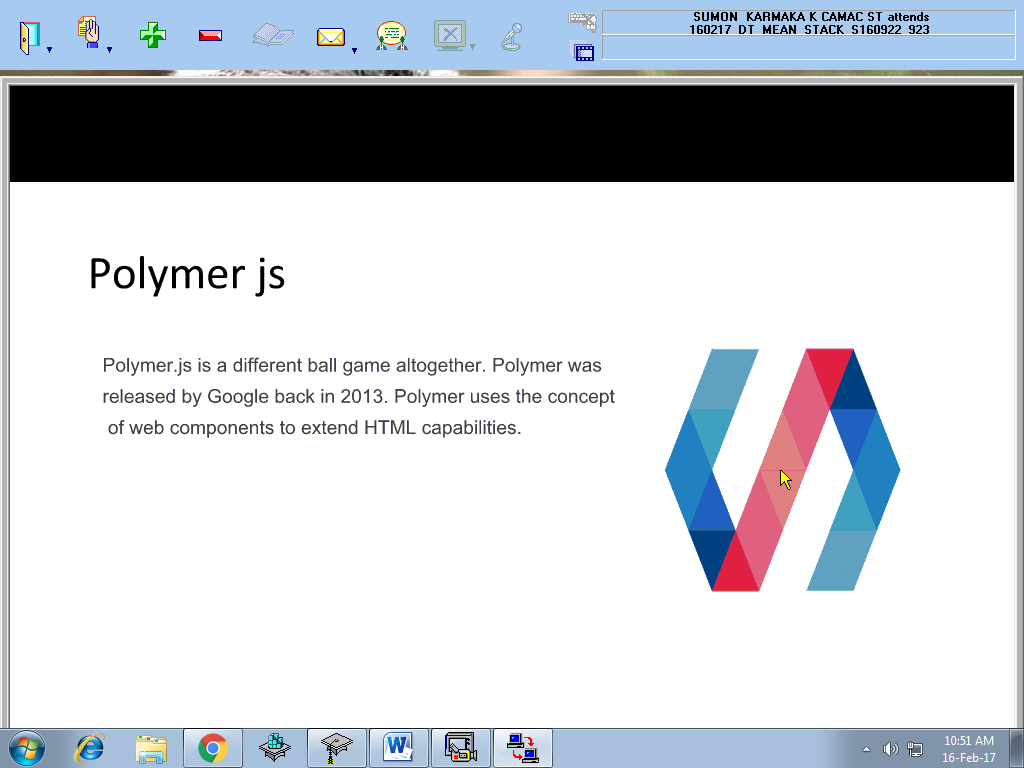 SUMON KARMAKA K CAMAC ST attends
160217 DT MEAN STACK S160922 923
Polymer js
Polymer.js is a different ball game altogether. Polymer was
released by Google back in 2013. Polymer uses the concept
of web components to extend HTML capabilities.
10:51 AM
16-Feb-17